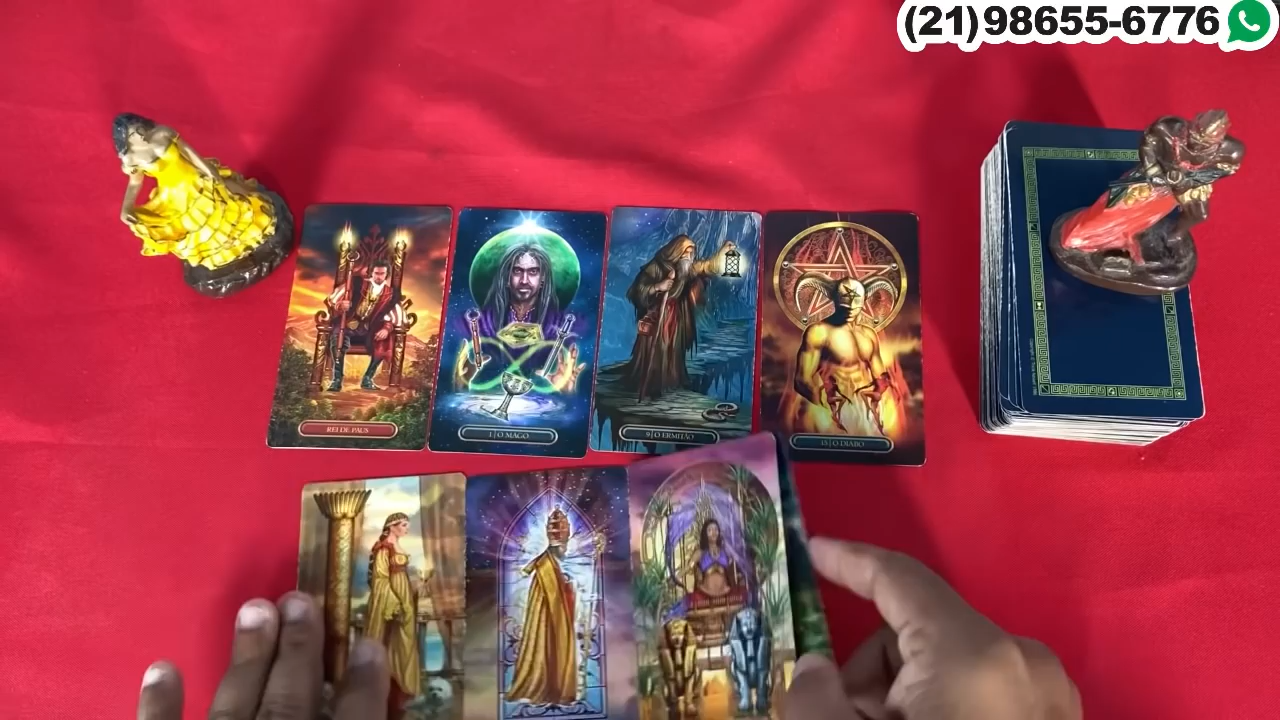 (21)98655-6776
REI DE PAUS
1 | O MAGO
9 | O ERMITÃO
15 | O DIABO